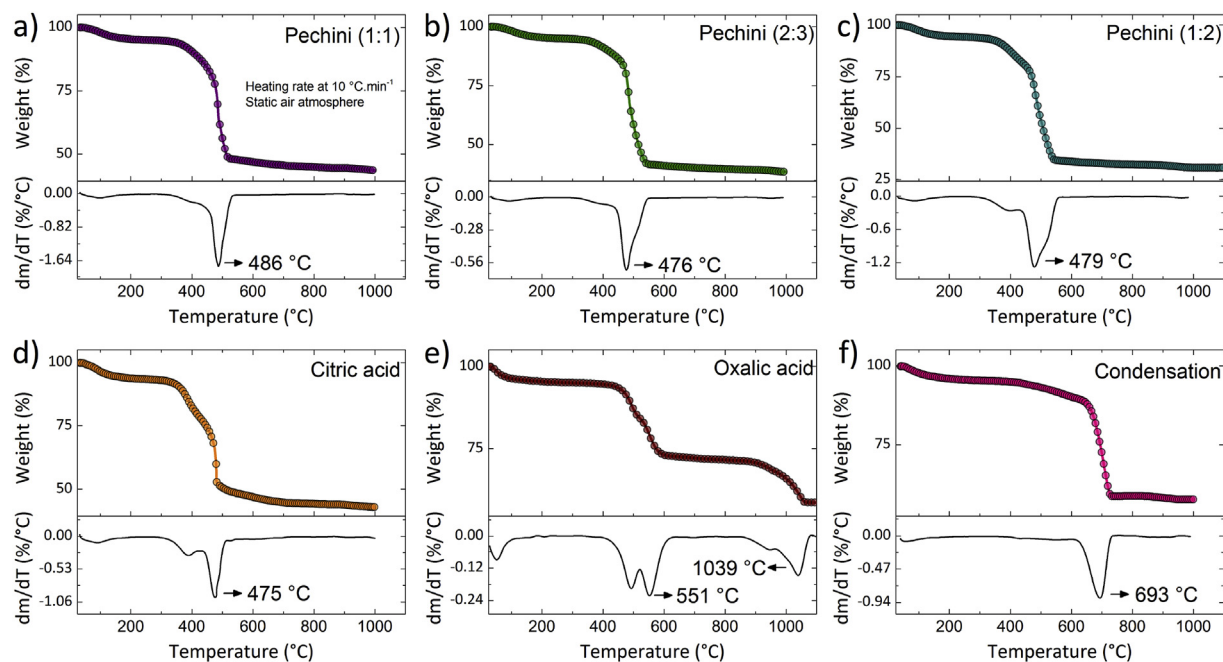 a)
Pechini (1:1)
Heating rate at 10 °C.min⁻¹
Static air atmosphere
Weight (%)
100
75
50
dm/dT (%/°C)
0.00
-0.82
-1.64
486 °C
200 400 600 800 1000
Temperature (°C)
b)
Pechini (2:3)
Weight (%)
100
75
50
dm/dT (%/°C)
0.00
-0.28
-0.56
476 °C
200 400 600 800 1000
Temperature (°C)
c)
Pechini (1:2)
Weight (%)
100
75
50
25
dm/dT (%/°C)
0.0
-0.6
-1.2
479 °C
200 400 600 800 1000
Temperature (°C)
d)
Citric acid
Weight (%)
100
75
50
dm/dT (%/°C)
0.00
-0.53
-1.06
475 °C
200 400 600 800 1000
Temperature (°C)
e)
Oxalic acid
Weight (%)
100
75
dm/dT (%/°C)
0.00
-0.12
-0.24
1039 °C
551 °C
200 400 600 800 1000
Temperature (°C)
f)
Condensation
Weight (%)
100
75
dm/dT (%/°C)
0.00
-0.47
-0.94
693 °C
200 400 600 800 1000
Temperature (°C)